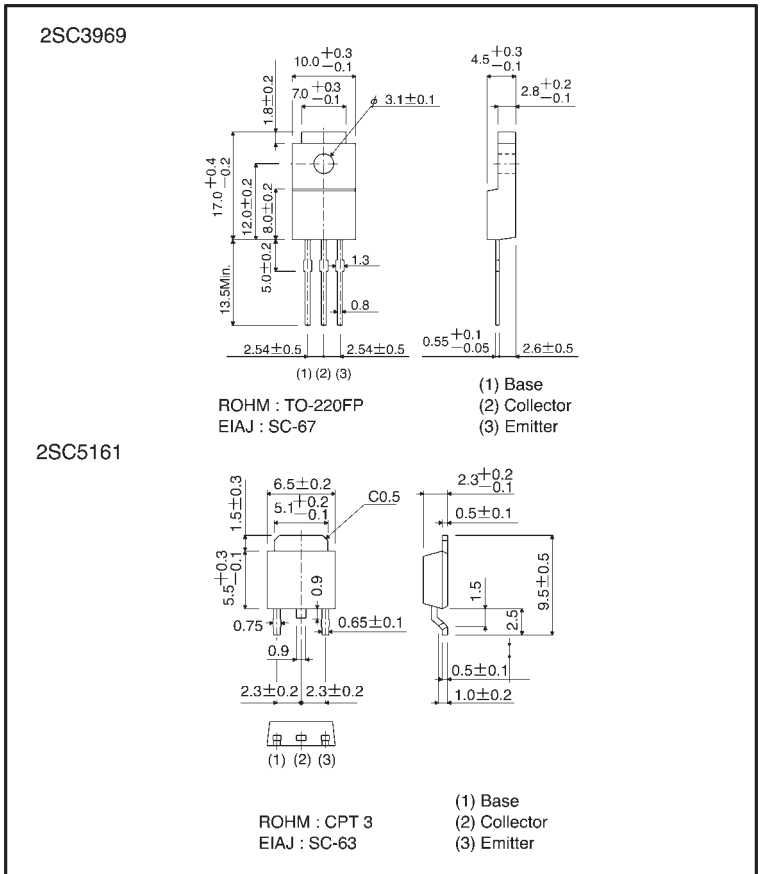 2SC3969
10.0 +0.3 −0.1
4.5 +0.3 −0.1
7.0 +0.3 −0.1
2.8 +0.2 −0.1
1.8±0.2
ϕ 3.1±0.1
17.0 +0.4 −0.2
12.0±0.2
8.0±0.2
5.0±0.2
13.5Min.
1.3
0.8
2.54±0.5 2.54±0.5
0.55 +0.1 −0.05 2.6±0.5
(1) (2) (3)
ROHM : TO-220FP
EIAJ : SC-67
(1) Base
(2) Collector
(3) Emitter
2SC5161
6.5±0.2
5.1 +0.2 −0.1
C0.5
2.3 +0.2 −0.1
0.5±0.1
1.5±0.3
5.5 +0.3 −0.1
0.9
1.5
2.5
9.5±0.5
0.75
0.65±0.1
0.9
0.5±0.1
2.3±0.2 2.3±0.2
1.0±0.2
(1) (2) (3)
ROHM : CPT 3
EIAJ : SC-63
(1) Base
(2) Collector
(3) Emitter